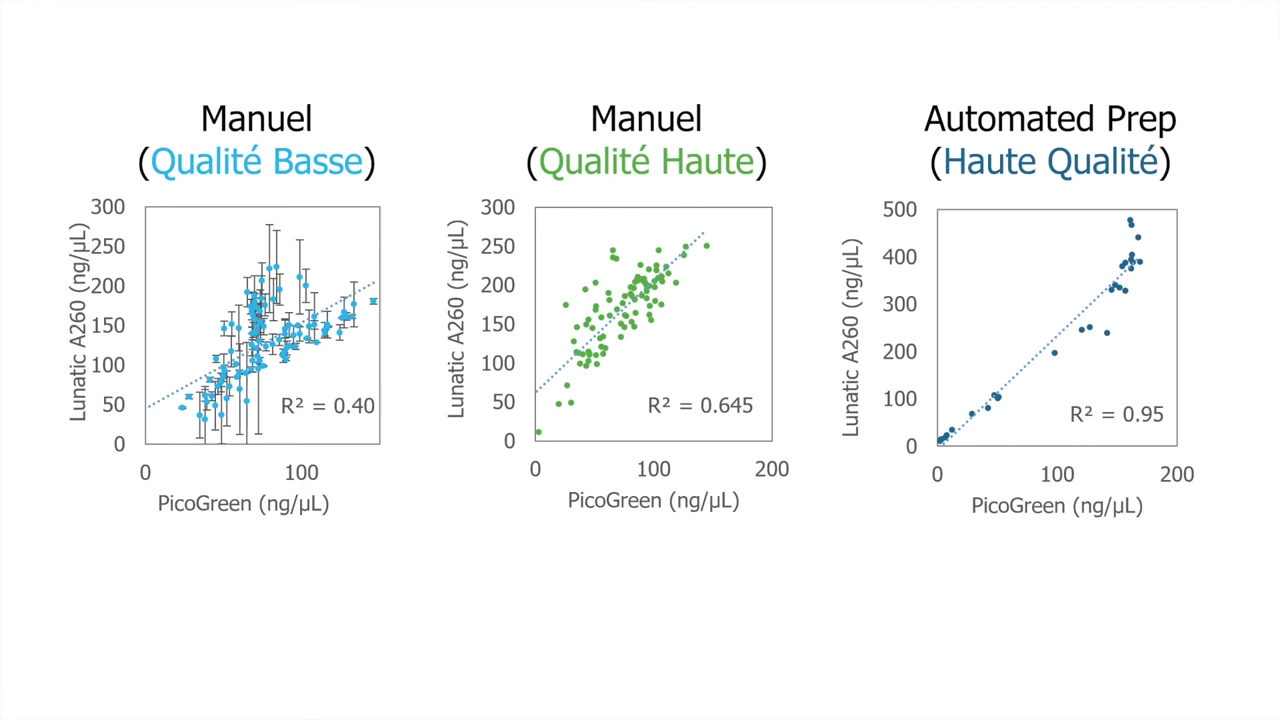 Manuel
(Qualité Basse)
300
250
200
150
100
50
0
Lunatic A260 (ng/µL)
R² = 0.40
0
100
PicoGreen (ng/µL)
Manuel
(Qualité Haute)
300
250
200
150
100
50
0
Lunatic A260 (ng/µL)
R² = 0.645
0
100
200
PicoGreen (ng/µL)
Automated Prep
(Haute Qualité)
500
400
300
200
100
0
Lunatic A260 (ng/µL)
R² = 0.95
0
100
200
PicoGreen (ng/µL)